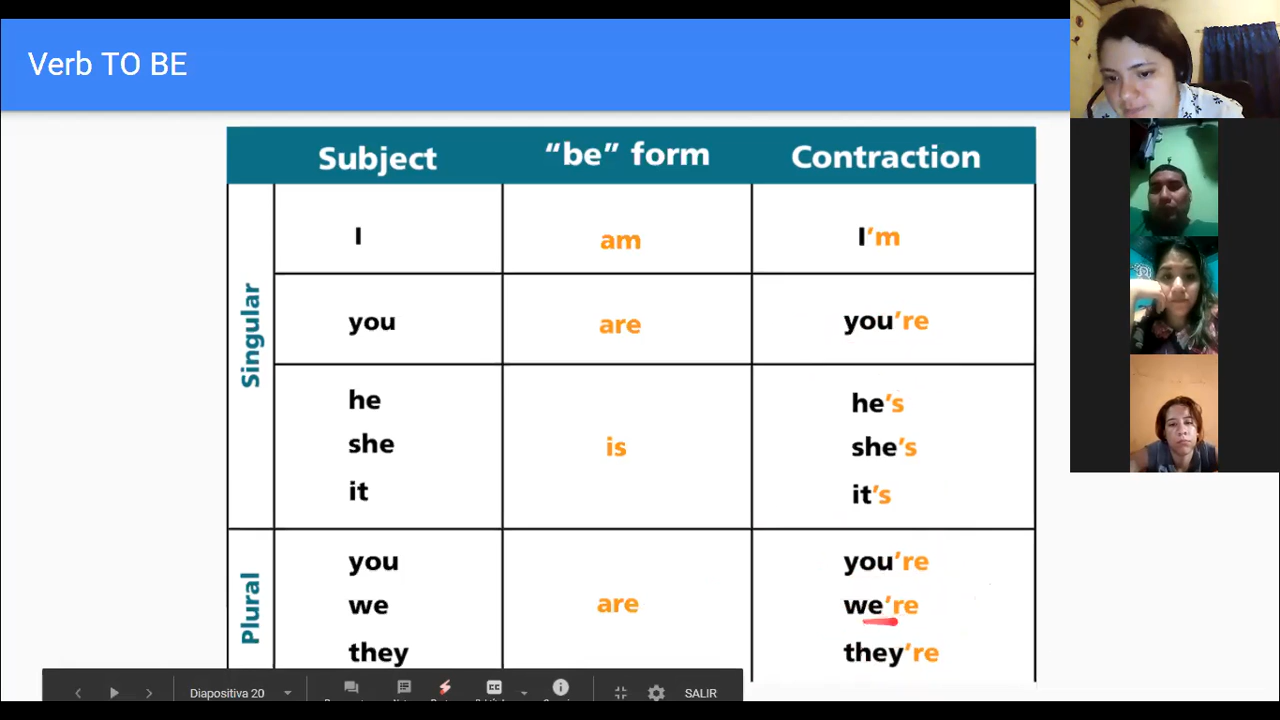 Verb TO BE
Subject "be" form Contraction
Singular
I am I'm
you are you're
he he's
she is she's
it it's
Plural
you you're
we are we're
they they're
Diapositiva 20 CC SALIR